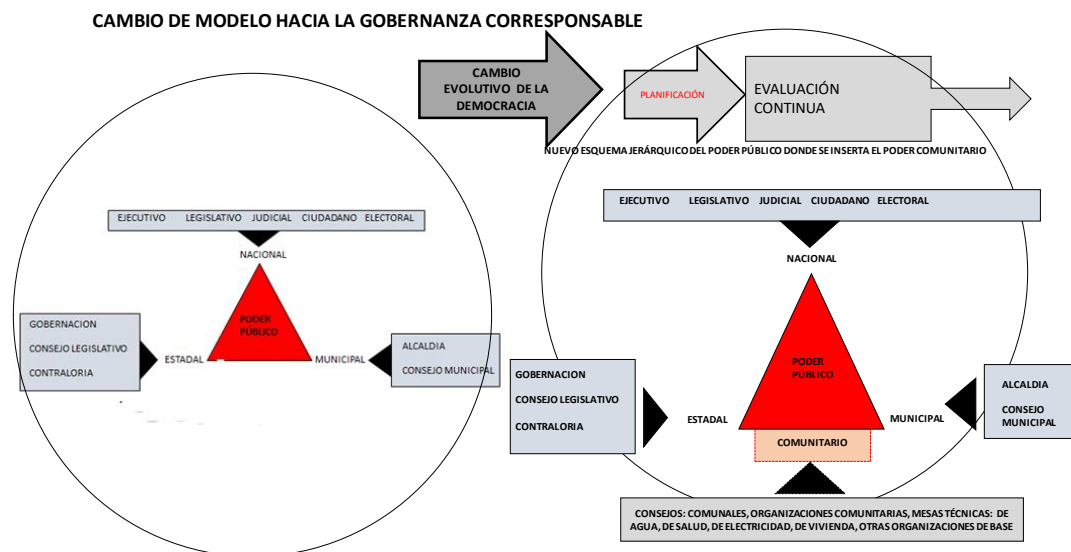 CAMBIO DE MODELO HACIA LA GOBERNANZA CORRESPONSABLE
CAMBIO
EVOLUTIVO DE LA
DEMOCRACIA
PLANIFICACIÓN
EVALUACIÓN
CONTINUA
NUEVO ESQUEMA JERÁRQUICO DEL PODER PÚBLICO DONDE SE INSERTA EL PODER COMUNITARIO
EJECUTIVO LEGISLATIVO JUDICIAL CIUDADANO ELECTORAL
NACIONAL
PODER
PÚBLICO
GOBERNACION
CONSEJO LEGISLATIVO
CONTRALORIA
ESTADAL
MUNICIPAL
ALCALDIA
CONSEJO MUNICIPAL
EJECUTIVO LEGISLATIVO JUDICIAL CIUDADANO ELECTORAL
NACIONAL
PODER
PÚBLICO
GOBERNACION
CONSEJO LEGISLATIVO
CONTRALORIA
ESTADAL
MUNICIPAL
ALCALDIA
CONSEJO
MUNICIPAL
COMUNITARIO
CONSEJOS: COMUNALES, ORGANIZACIONES COMUNITARIAS, MESAS TÉCNICAS: DE
AGUA, DE SALUD, DE ELECTRICIDAD, DE VIVIENDA, OTRAS ORGANIZACIONES DE BASE